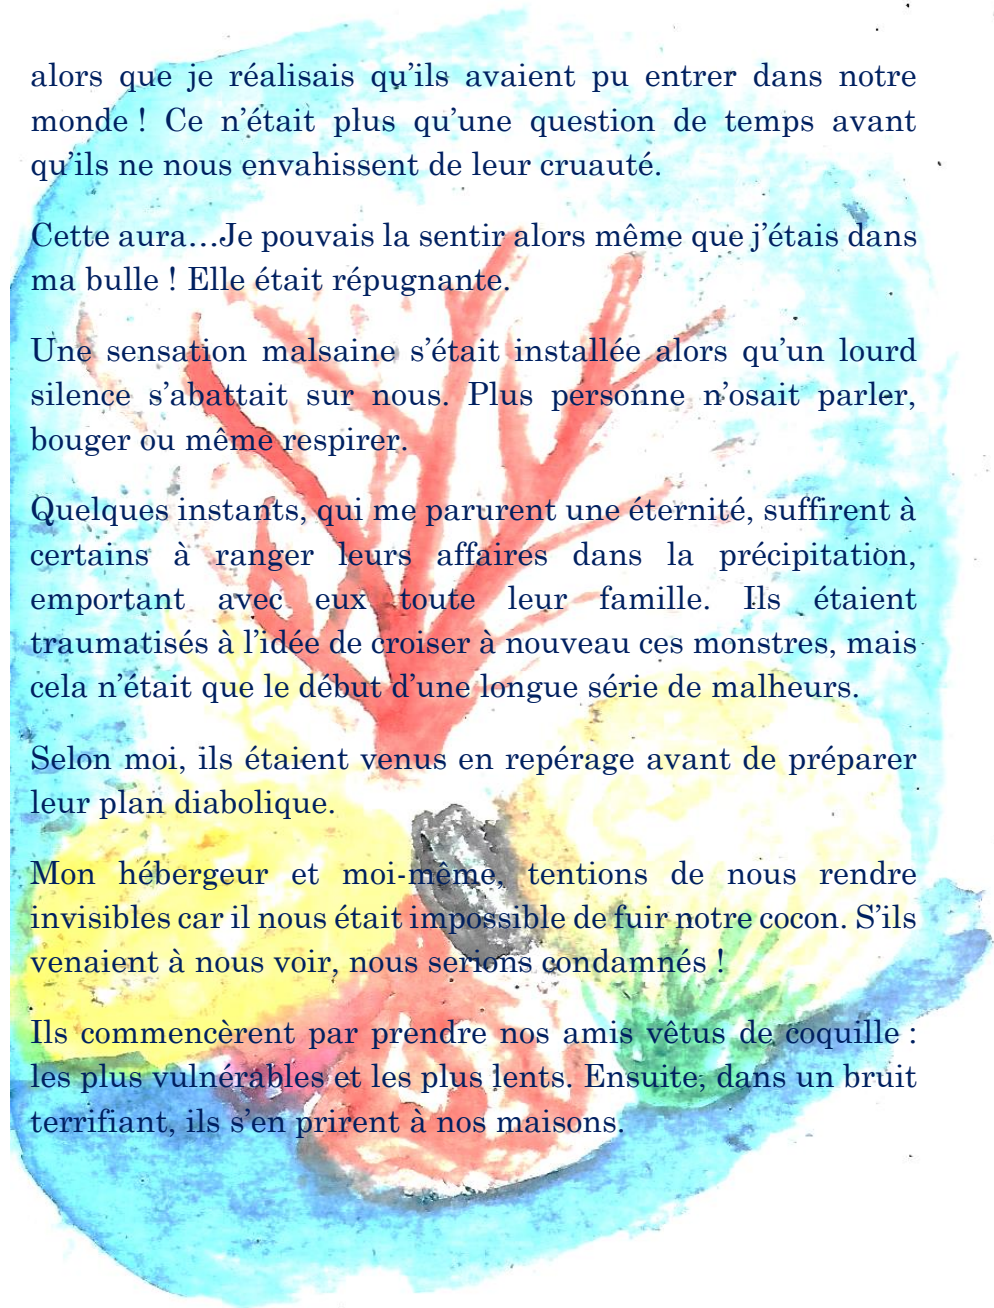 alors que je réalisais qu'ils avaient pu entrer dans notre
monde ! Ce n'était plus qu'une question de temps avant
qu'ils ne nous envahissent de leur cruauté.
Cette aura…Je pouvais la sentir alors même que j'étais dans
ma bulle ! Elle était répugnante.
Une sensation malsaine s'était installée alors qu'un lourd
silence s'abattait sur nous. Plus personne n'osait parler,
bouger ou même respirer.
Quelques instants, qui me parurent une éternité, suffirent à
certains à ranger leurs affaires dans la précipitation,
emportant avec eux toute leur famille. Ils étaient
traumatisés à l'idée de croiser à nouveau ces monstres, mais
cela n'était que le début d'une longue série de malheurs.
Selon moi, ils étaient venus en repérage avant de préparer
leur plan diabolique.
Mon hébergeur et moi-même, tentions de nous rendre
invisibles car il nous était impossible de fuir notre cocon. S'ils
venaient à nous voir, nous serions condamnés !
Ils commencèrent par prendre nos amis vêtus de coquille :
les plus vulnérables et les plus lents. Ensuite, dans un bruit
terrifiant, ils s'en prirent à nos maisons.